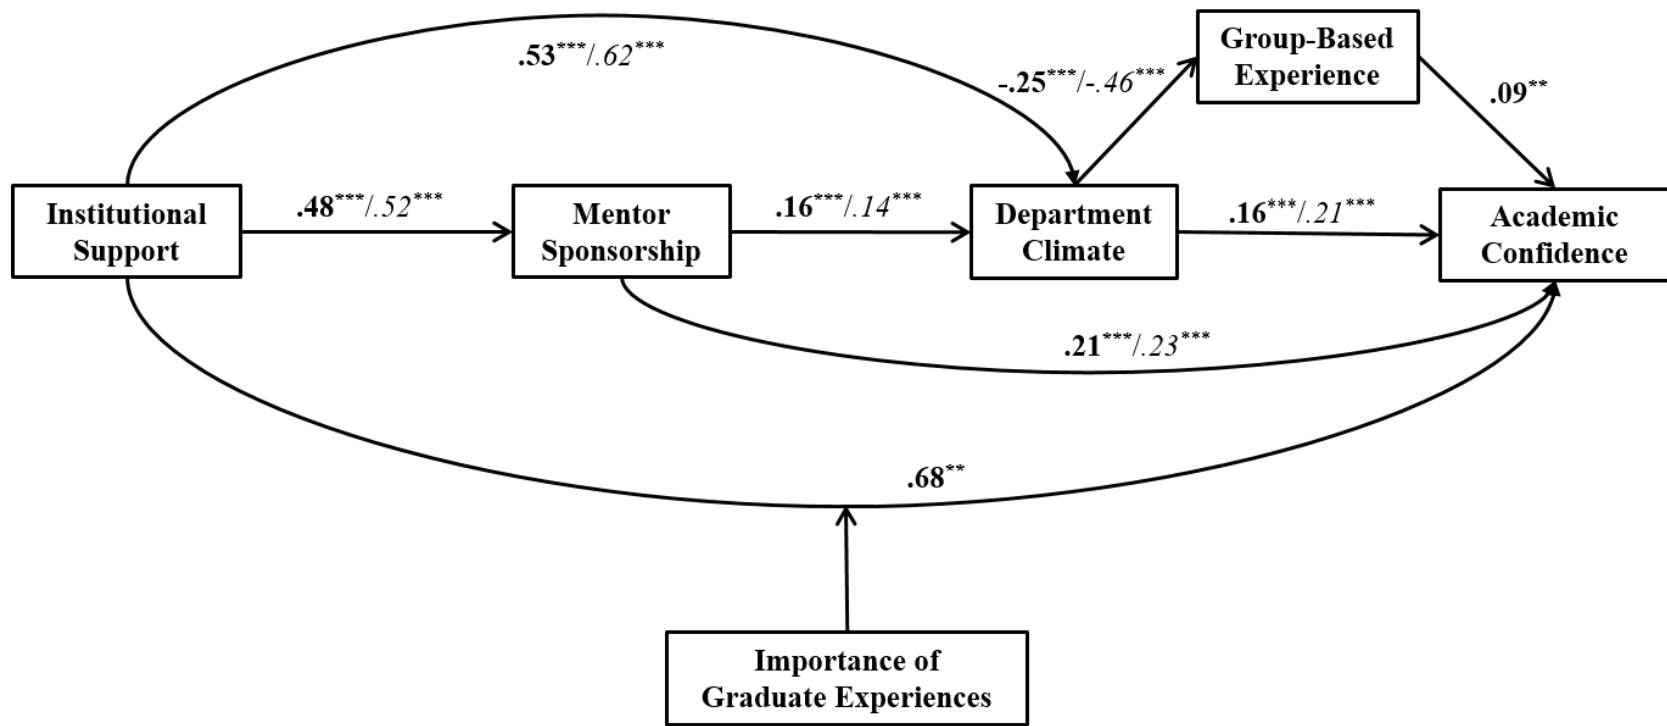 Group-Based
Experience
.53***/.62***
-.25***/-.46***
.09**
Institutional
Support
.48***/.52***
Mentor
Sponsorship
.16***/.14***
Department
Climate
.16***/.21***
Academic
Confidence
.21***/.23***
.68**
Importance of
Graduate Experiences